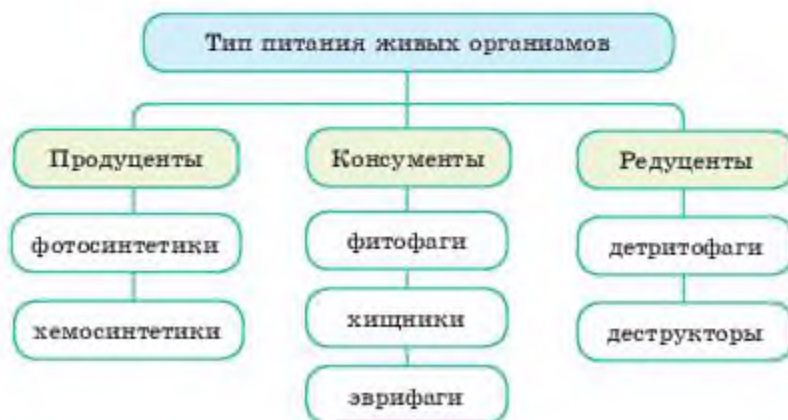 Тип питания живых организмов
Продуценты
Консументы
Редуценты
фотосинтетики
фитофаги
детритофаги
хемосинтетики
хищники
деструкторы
эврифаги